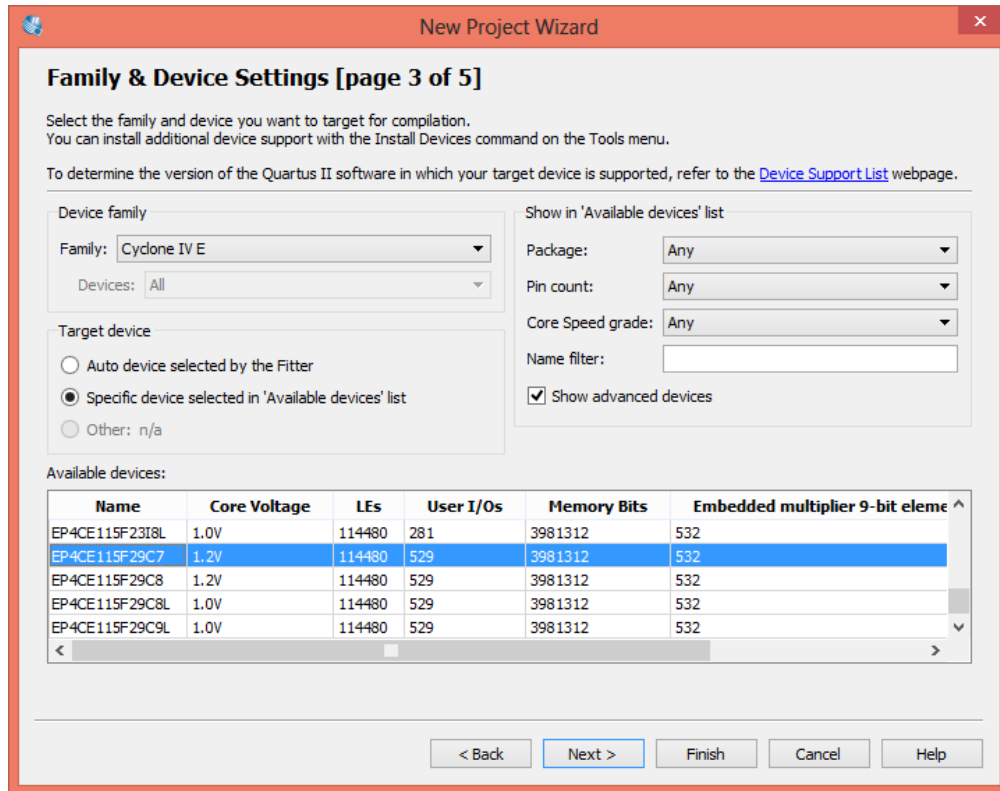 New Project Wizard
Family & Device Settings [page 3 of 5]
Select the family and device you want to target for compilation.
You can install additional device support with the Install Devices command on the Tools menu.
To determine the version of the Quartus II software in which your target device is supported, refer to the Device Support List webpage.
Device family
Family: Cyclone IV E
Devices: All
Target device
Auto device selected by the Fitter
Specific device selected in 'Available devices' list
Other: n/a
Show in 'Available devices' list
Package: Any
Pin count: Any
Core Speed grade: Any
Name filter:
Show advanced devices
Available devices:
Name Core Voltage LEs User I/Os Memory Bits Embedded multiplier 9-bit eleme
EP4CE115F23I8L 1.0V 114480 281 3981312 532
EP4CE115F29C7 1.2V 114480 529 3981312 532
EP4CE115F29C8 1.2V 114480 529 3981312 532
EP4CE115F29C8L 1.0V 114480 529 3981312 532
EP4CE115F29C9L 1.0V 114480 529 3981312 532
< Back Next > Finish Cancel Help